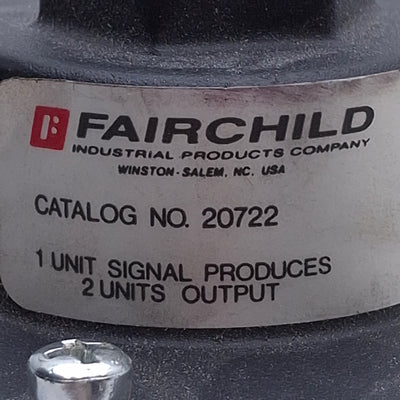 FAIRCHILD
INDUSTRIAL PRODUCTS COMPANY
WINSTON-SALEM, NC. USA
CATALOG NO. 20722
1 UNIT SIGNAL PRODUCES
2 UNITS OUTPUT